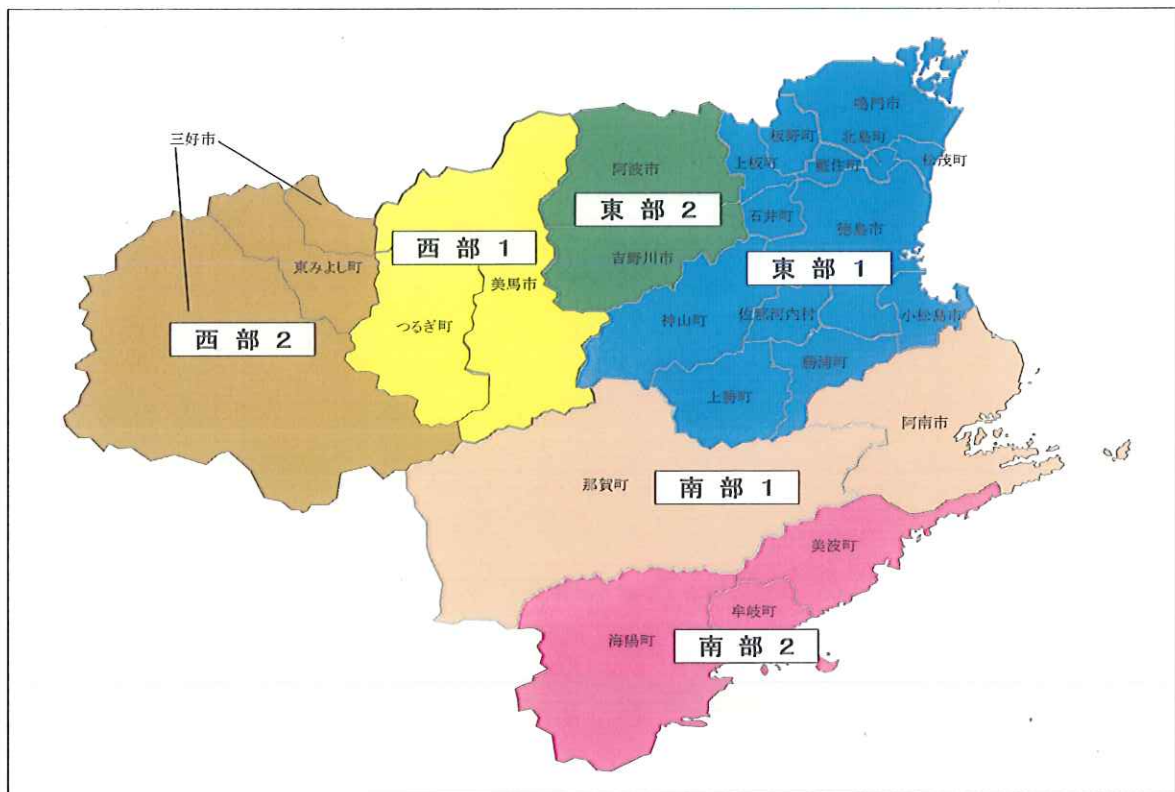 鳴門市
板野町
北島町
三好市
上板町
藍住町
松茂町
阿波市
東部2
石井町
徳島市
西部1
東みよし町
吉野川市
東部1
美馬市
神山町
佐那河内村
小松島市
つるぎ町
西部2
勝浦町
上勝町
阿南市
那賀町
南部1
美波町
牟岐町
海陽町
南部2